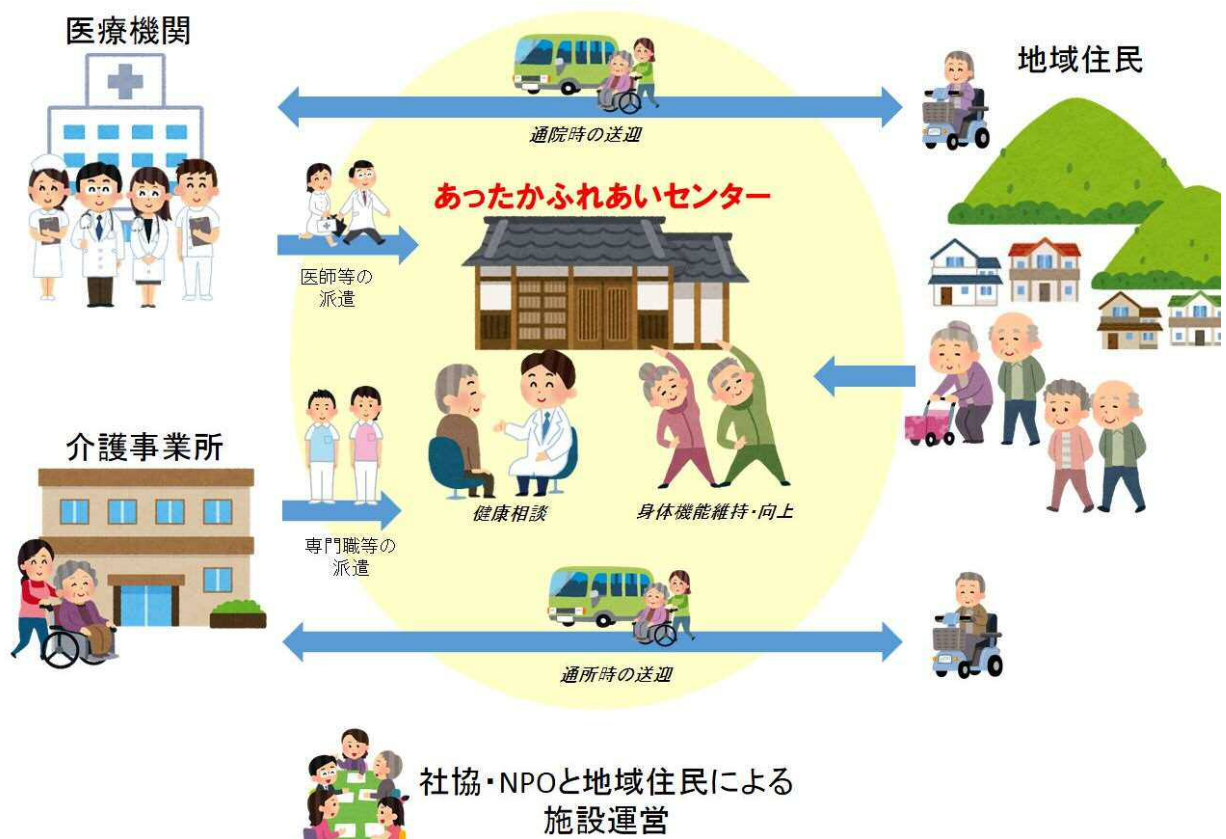 医療機関
地域住民
通院時の送迎
あったかふれあいセンター
医師等の
派遣
介護事業所
健康相談
身体機能維持・向上
専門職等の
派遣
通所時の送迎
社協・NPOと地域住民による
施設運営